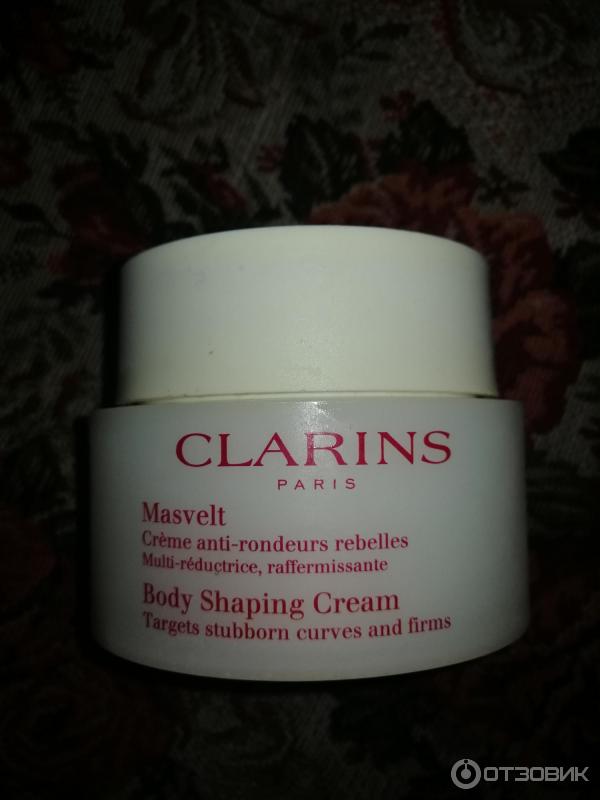 CLARINS
PARIS
Masvelt
Crème anti-rondeurs rebelles
Multi-réductrice, raffermissante
Body Shaping Cream
Targets stubborn curves and firms
ОТЗОВИК